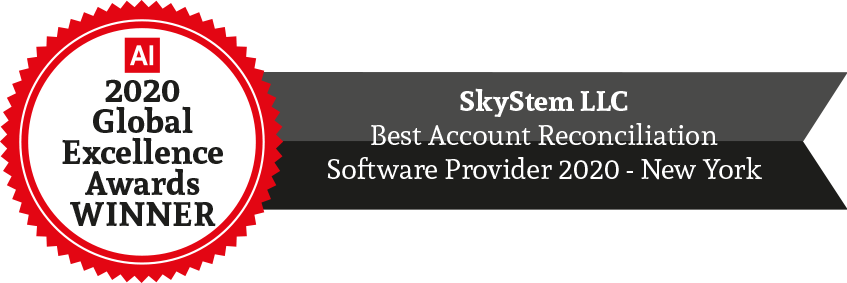 AI
2020
Global
Excellence
Awards
WINNER
SkyStem LLC
Best Account Reconciliation
Software Provider 2020 - New York